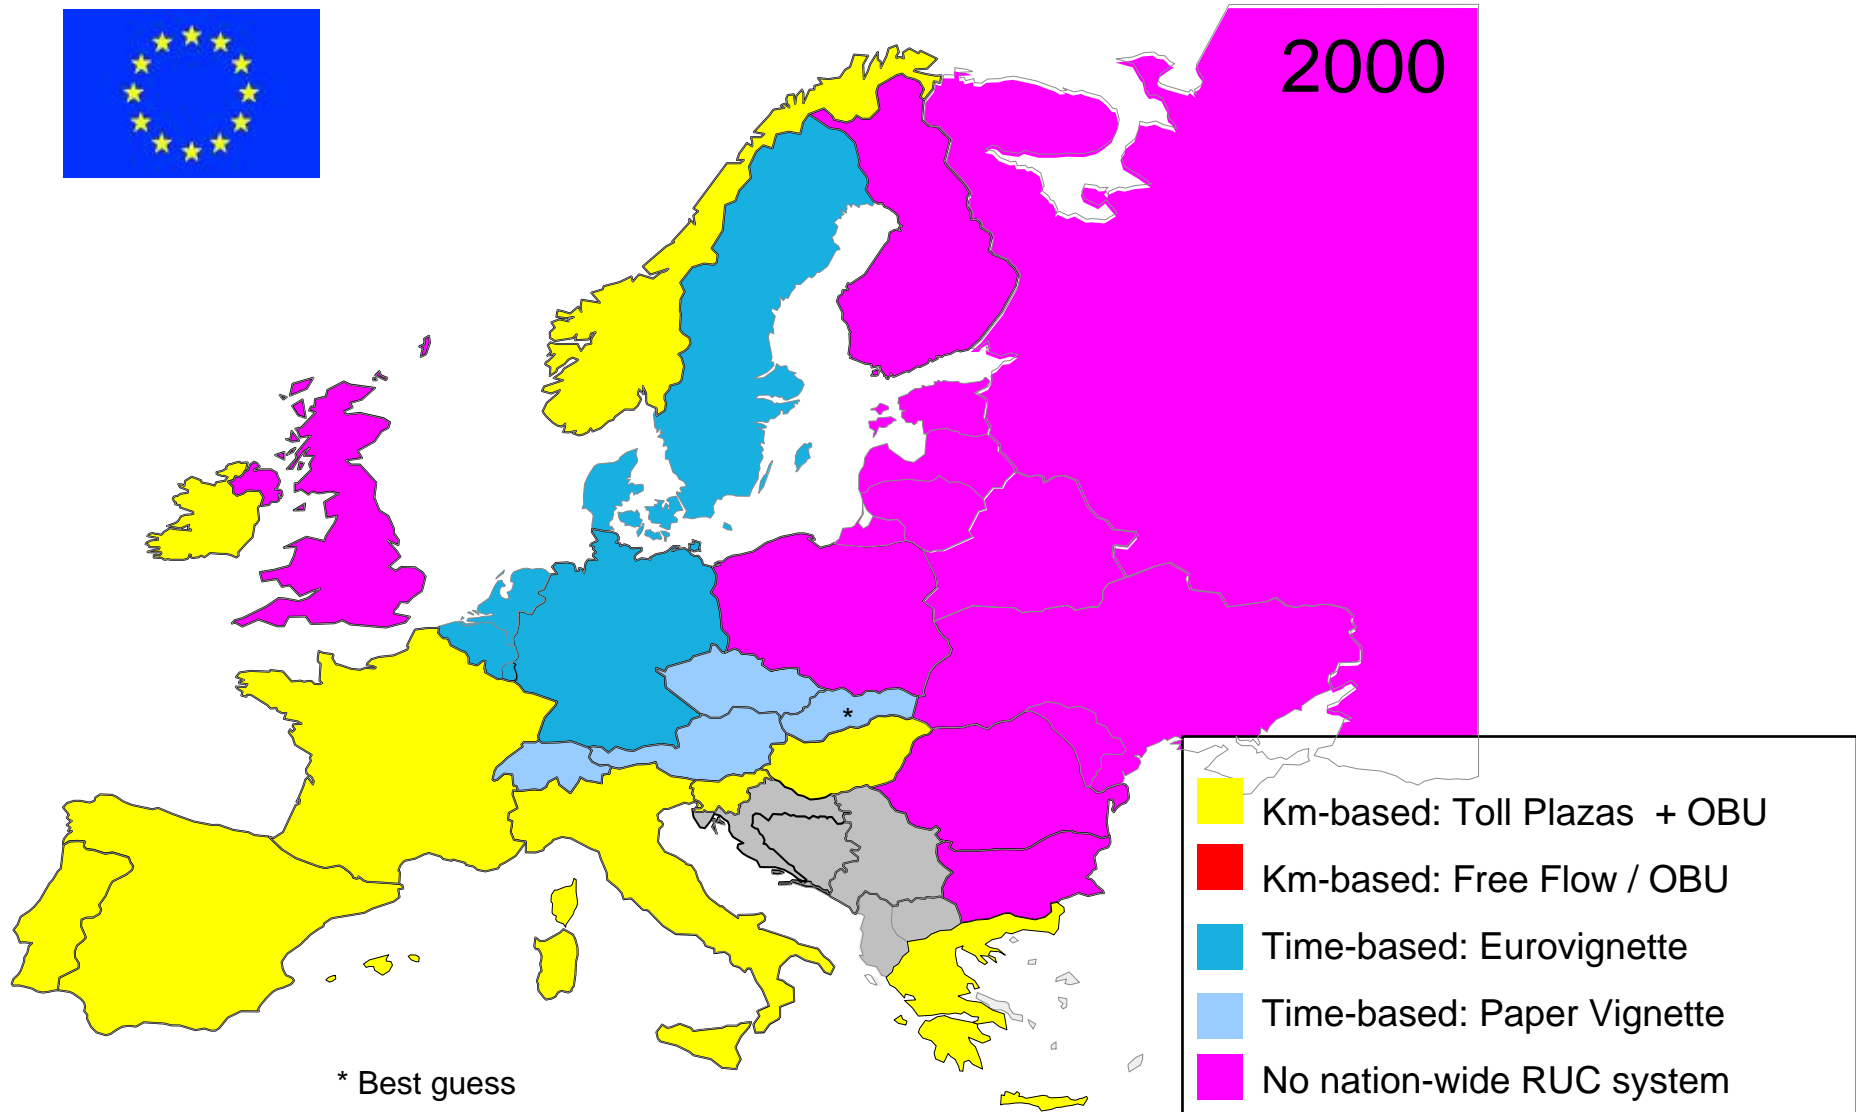 2000
*
Km-based: Toll Plazas + OBU
Km-based: Free Flow / OBU
Time-based: Eurovignette
Time-based: Paper Vignette
No nation-wide RUC system
* Best guess